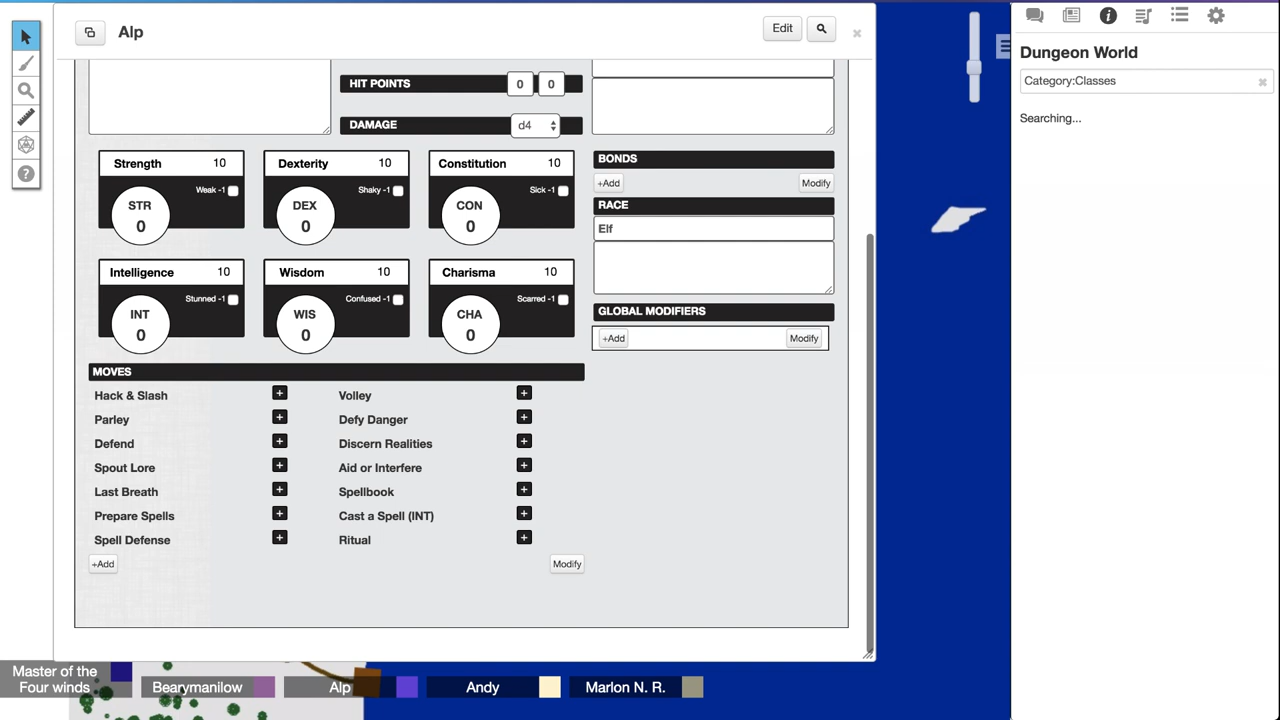 Alp
Edit
Dungeon World
Category:Classes
Searching...
HIT POINTS 0 0
DAMAGE d4
Strength 10
Weak -1
STR
0
Dexterity 10
Shaky -1
DEX
0
Constitution 10
Sick -1
CON
0
Intelligence 10
Stunned -1
INT
0
Wisdom 10
Confused -1
WIS
0
Charisma 10
Scarred -1
CHA
0
BONDS
+Add Modify
RACE
Elf
GLOBAL MODIFIERS
+Add Modify
MOVES
Hack & Slash + Volley +
Parley + Defy Danger +
Defend + Discern Realities +
Spout Lore + Aid or Interfere +
Last Breath + Spellbook +
Prepare Spells + Cast a Spell (INT) +
Spell Defense + Ritual +
+Add Modify
Master of the
Four winds
Bearymanilow
Alp
Andy
Marlon N. R.